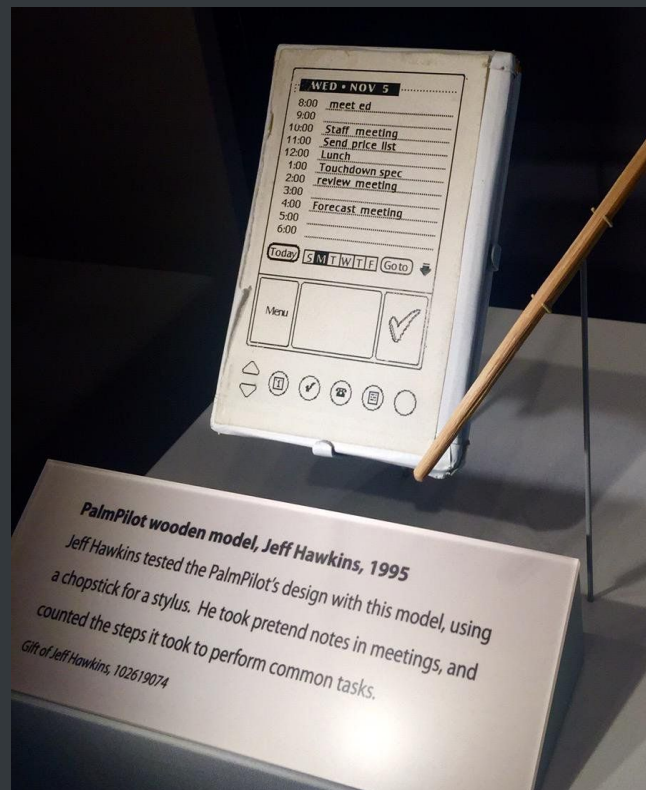 WED • NOV 5
8:00 meet ed
9:00
10:00 Staff meeting
11:00 Send price list
12:00 Lunch
1:00 Touchdown spec
2:00 review meeting
3:00
4:00 Forecast meeting
5:00
6:00
Today S M T W T F Go to
Menu
PalmPilot wooden model, Jeff Hawkins, 1995
Jeff Hawkins tested the PalmPilot's design with this model, using
a chopstick for a stylus. He took pretend notes in meetings, and
counted the steps it took to perform common tasks.
Gift of Jeff Hawkins, 102619074